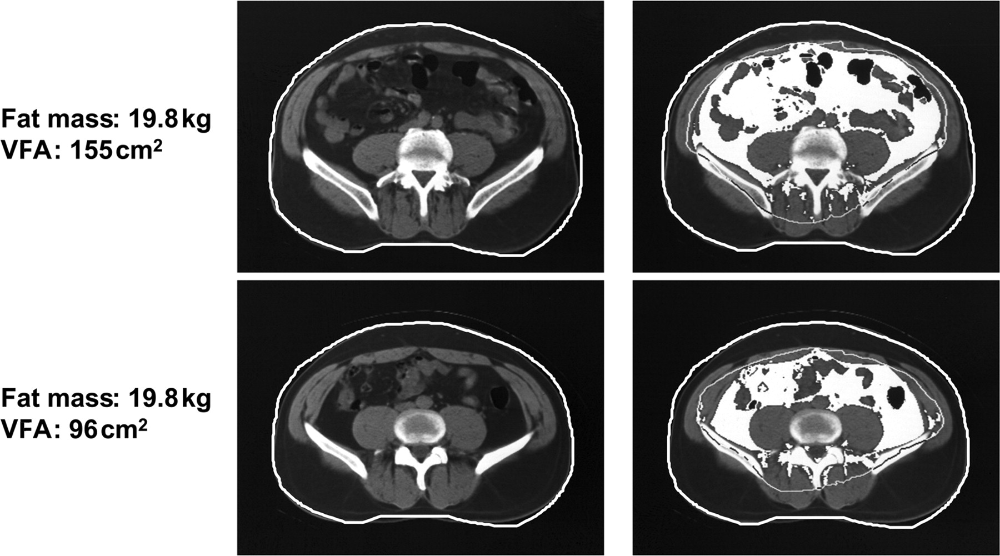 Fat mass: 19.8 kg
VFA: 155 cm²
Fat mass: 19.8 kg
VFA: 96 cm²